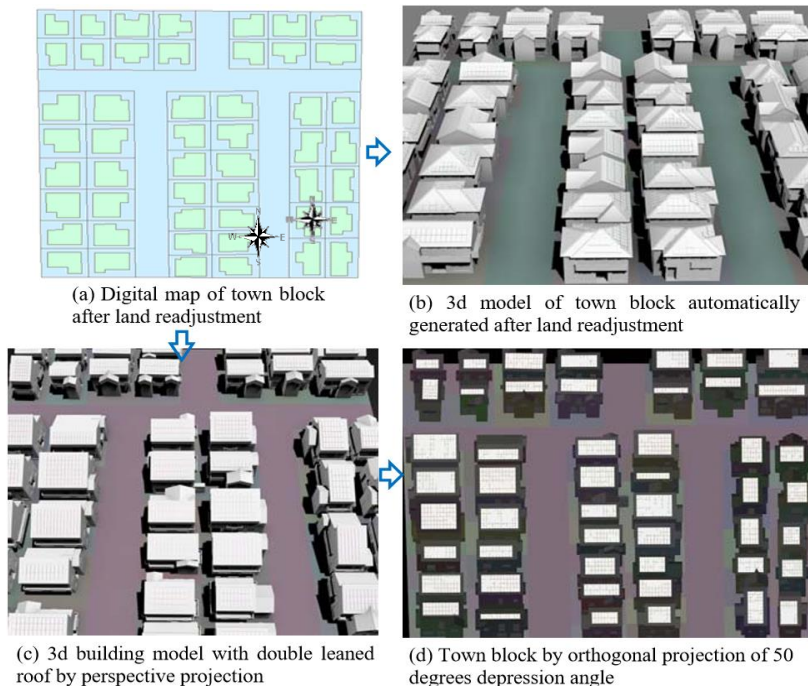 (a) Digital map of town block
after land readjustment
(b) 3d model of town block automatically
generated after land readjustment
N
W E
S
(c) 3d building model with double leaned
roof by perspective projection
(d) Town block by orthogonal projection of 50
degrees depression angle